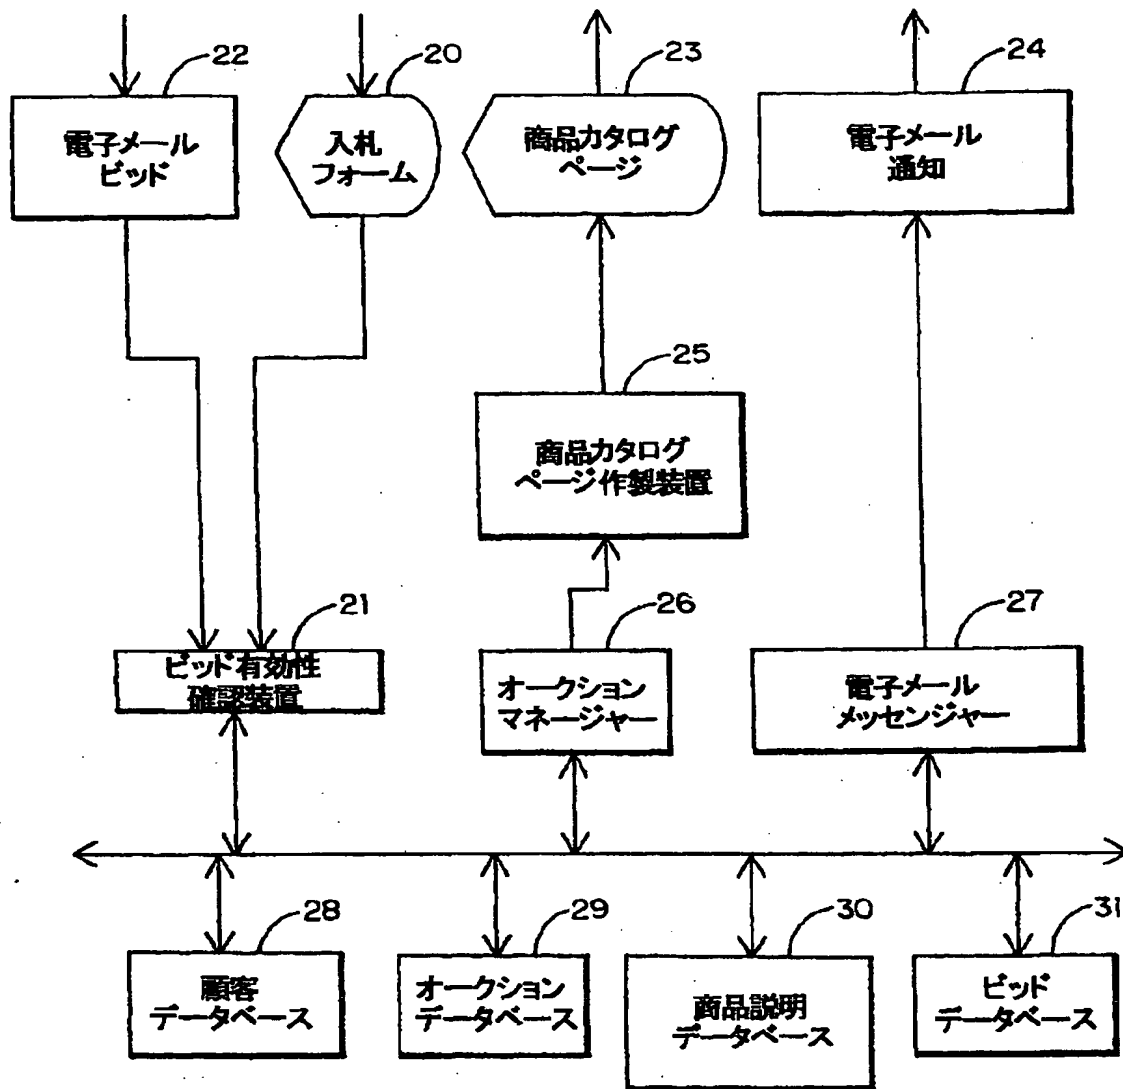 22
20
23
24
電子メール
ビッド
入札
フォーム
商品カタログ
ページ
電子メール
通知
25
商品カタログ
ページ作製装置
21
26
27
ビッド有効性
確認装置
オークション
マネージャー
電子メール
メッセンジャー
28
29
30
31
顧客
データベース
オークション
データベース
商品説明
データベース
ビッド
データベース